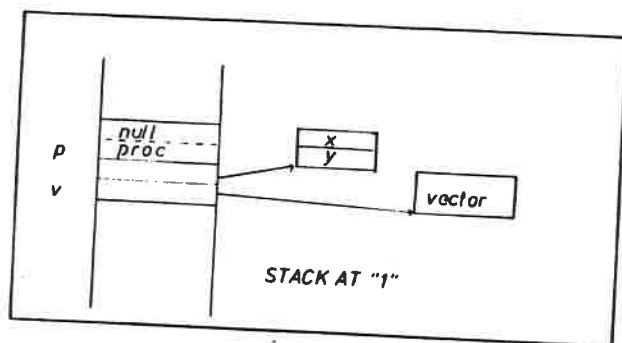 null
p
proc
v
x
y
vector
STACK AT "1"